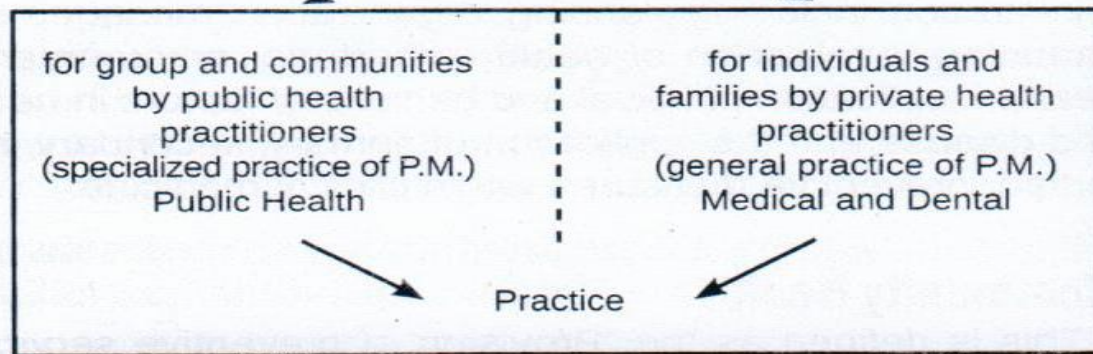 for group and communities
by public health
practitioners
(specialized practice of P.M.)
Public Health
for individuals and
families by private health
practitioners
(general practice of P.M.)
Medical and Dental
Practice